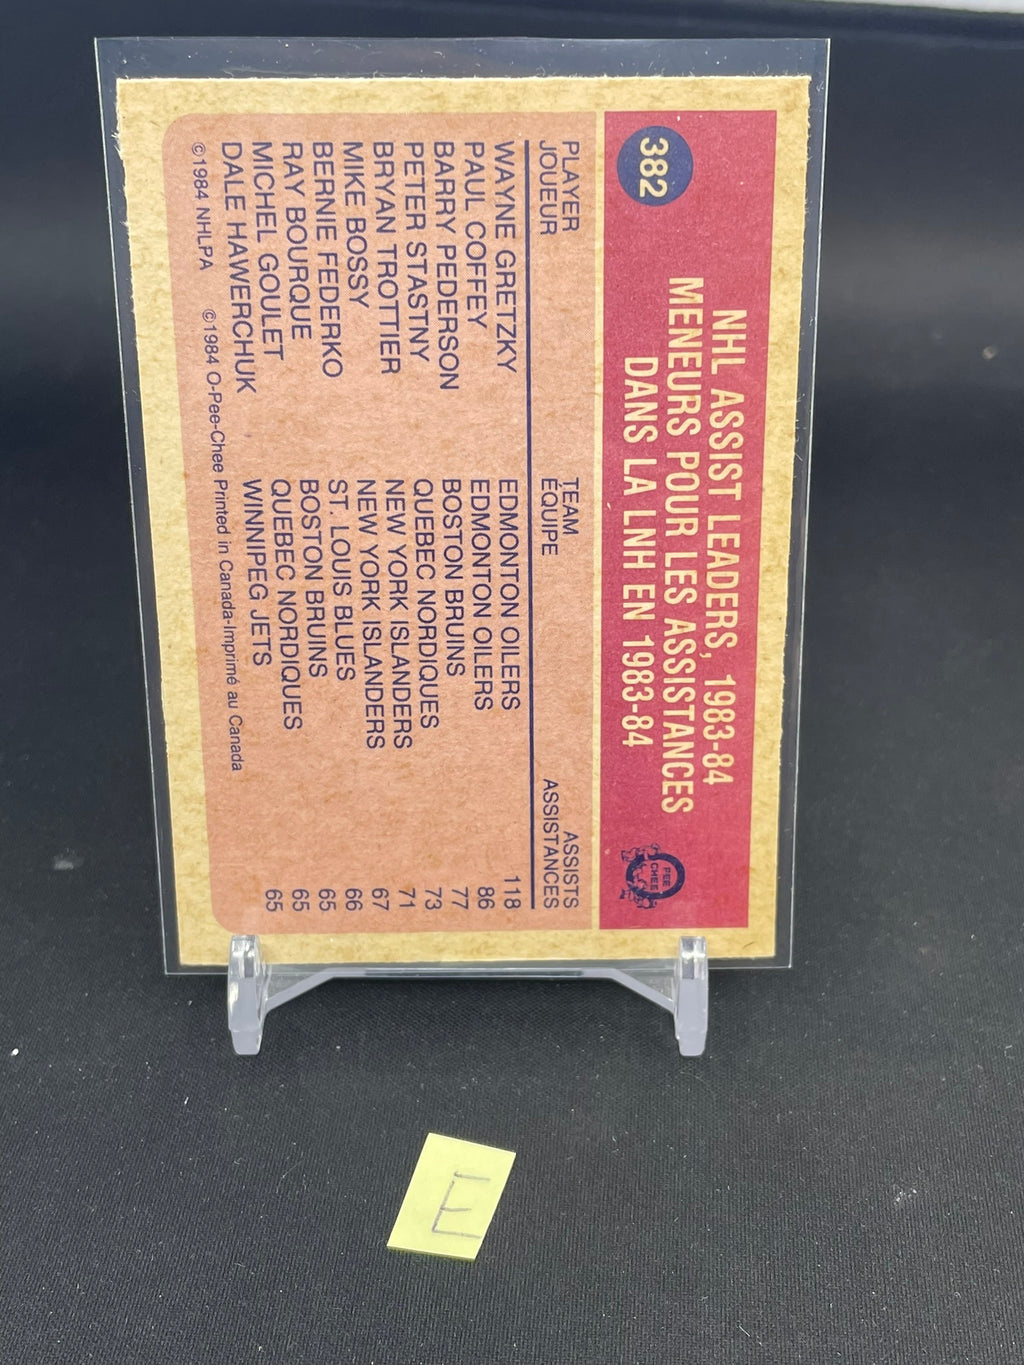 382
NHL ASSIST LEADERS, 1983-84
MENEURS POUR LES ASSISTANCES
DANS LA LNH EN 1983-84
O
PEE
CHEE
PLAYER TEAM ASSISTS
JOUEUR ÉQUIPE ASSISTANCES
WAYNE GRETZKY EDMONTON OILERS 118
PAUL COFFEY EDMONTON OILERS 86
BARRY PEDERSON BOSTON BRUINS 77
PETER STASTNY QUEBEC NORDIQUES 73
BRYAN TROTTIER NEW YORK ISLANDERS 71
MIKE BOSSY NEW YORK ISLANDERS 67
BERNIE FEDERKO ST. LOUIS BLUES 66
RAY BOURQUE BOSTON BRUINS 65
MICHEL GOULET QUEBEC NORDIQUES 65
DALE HAWERCHUK WINNIPEG JETS 65
©1984 NHLPA ©1984 O-Pee-Chee Printed in Canada-Imprimé au Canada
E